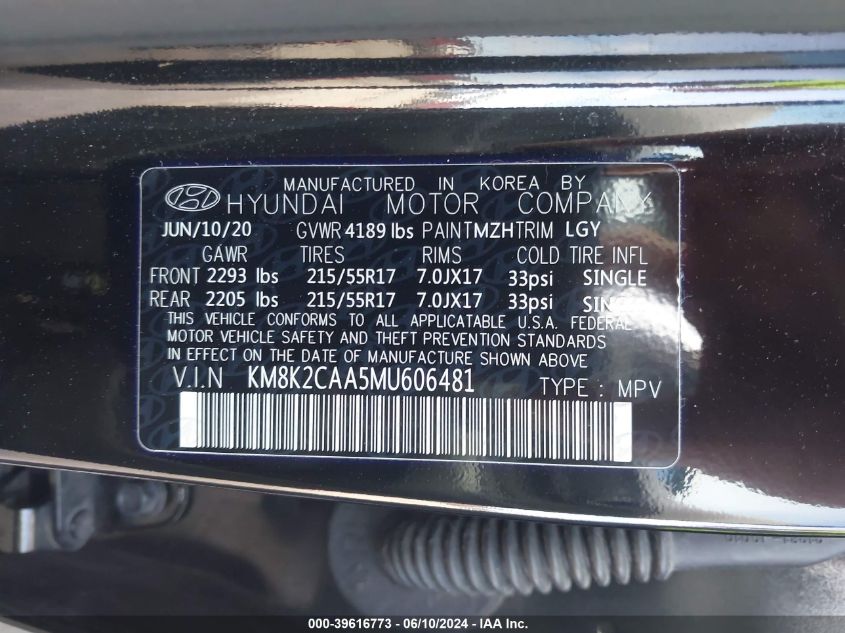 MANUFACTURED IN KOREA BY
HYUNDAI MOTOR COMPANY
JUN/10/20 GVWR 4189 lbs PAINT MZH TRIM LGY
GAWR TIRES RIMS COLD TIRE INFL
FRONT 2293 lbs 215/55R17 7.0JX17 33psi SINGLE
REAR 2205 lbs 215/55R17 7.0JX17 33psi SINGLE
THIS VEHICLE CONFORMS TO ALL APPLICATABLE U.S.A. FEDERAL
MOTOR VEHICLE SAFETY AND THEFT PREVENTION STANDARDS
IN EFFECT ON THE DATE OF MANUFACTURE SHOWN ABOVE
V.I.N KM8K2CAA5MU606481 TYPE : MPV
000-39616773 - 06/10/2024 - IAA Inc.